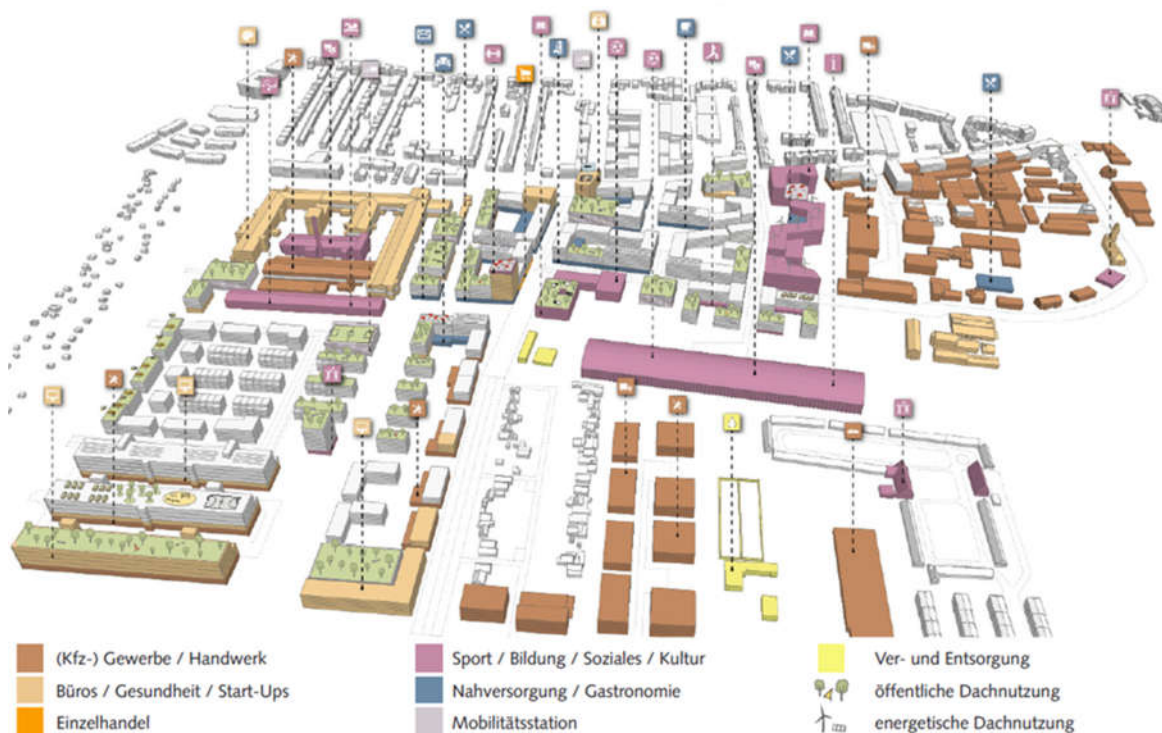 (Kfz-) Gewerbe / Handwerk
Büros / Gesundheit / Start-Ups
Einzelhandel
Sport / Bildung / Soziales / Kultur
Nahversorgung / Gastronomie
Mobilitätsstation
Ver- und Entsorgung
öffentliche Dachnutzung
energetische Dachnutzung